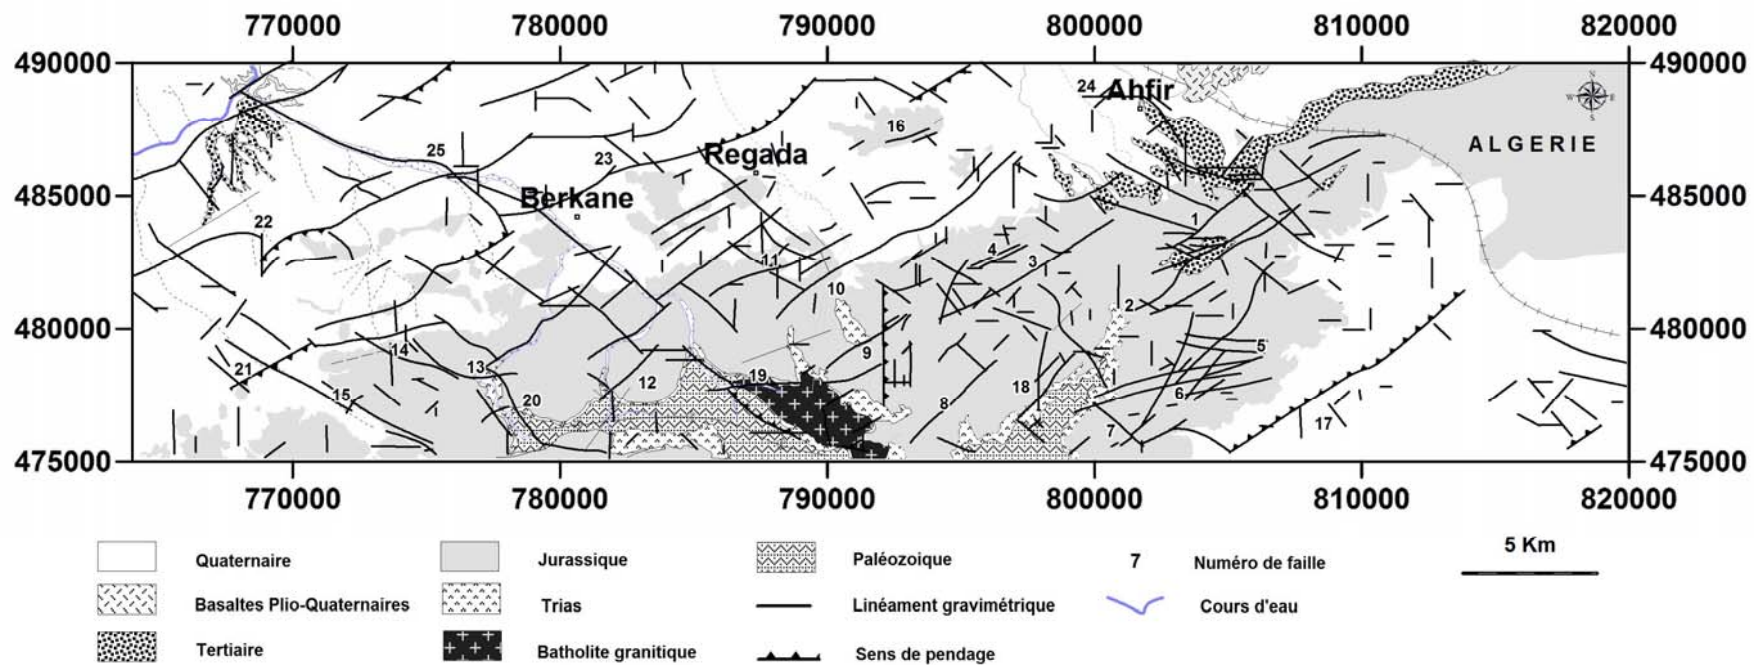 770000 780000 790000 800000 810000 820000
490000 490000
24 Ahfir
N
W E
S
16
ALGERIE
25
23
Regada
485000 485000
Berkane
22
1
4
11
3
10
2
480000 480000
14
9
5
21
13
19
12
18
15
20
6
8
17
7
475000 475000
770000 780000 790000 800000 810000 820000
Quaternaire
Jurassique
Paléozoique
7 Numéro de faille
5 Km
Basaltes Plio-Quaternaires
Trias
Linéament gravimétrique
Cours d'eau
Tertiaire
Batholite granitique
Sens de pendage